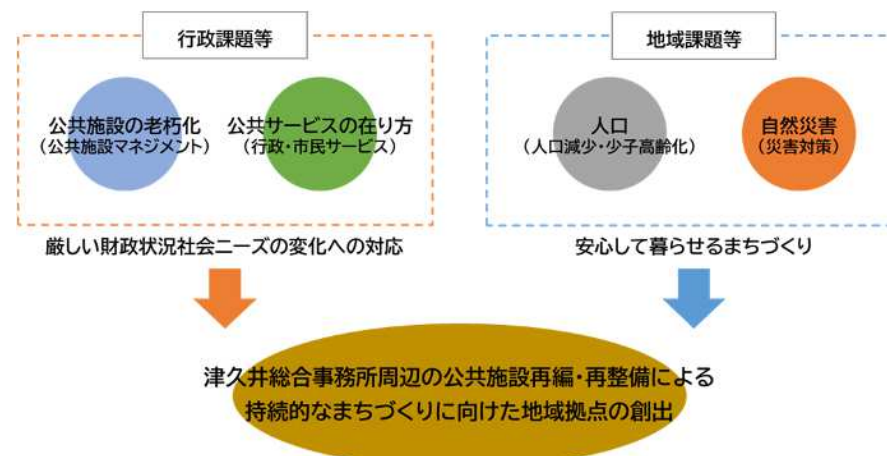 行政課題等
公共施設の老朽化
(公共施設マネジメント)
公共サービスの在り方
(行政・市民サービス)
厳しい財政状況社会ニーズの変化への対応
地域課題等
人口
(人口減少・少子高齢化)
自然災害
(災害対策)
安心して暮らせるまちづくり
津久井総合事務所周辺の公共施設再編・再整備による
持続的なまちづくりに向けた地域拠点の創出